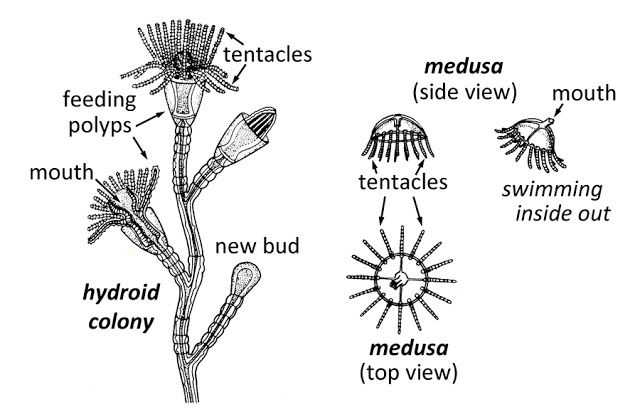 tentacles
feeding
polyps
mouth
new bud
hydroid
colony
medusa
(side view)
mouth
tentacles
swimming
inside out
medusa
(top view)